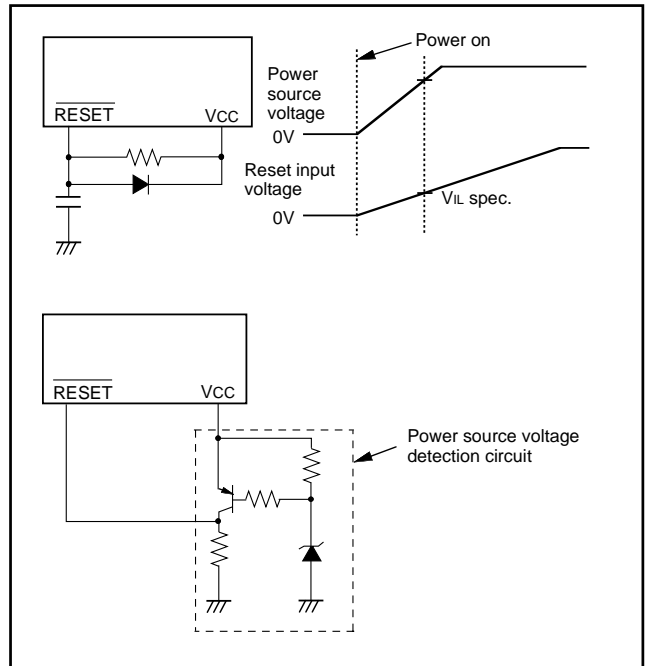 Power on
Power
source
voltage
0V
RESET
VCC
Reset input
voltage
0V
VIL spec.
RESET
VCC
Power source voltage
detection circuit